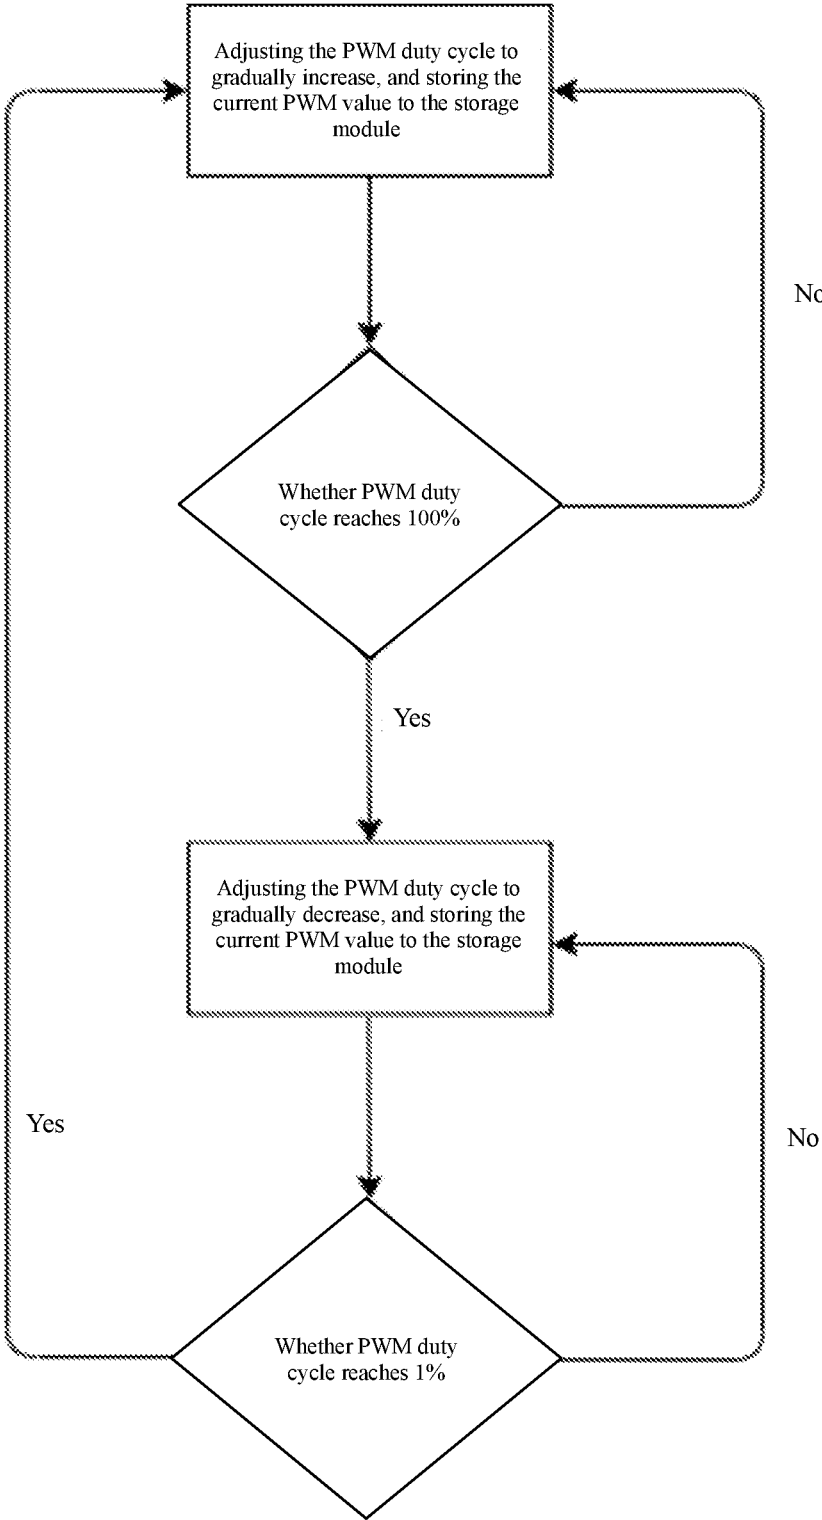 Adjusting the PWM duty cycle to
gradually increase, and storing the
current PWM value to the storage
module
No
Whether PWM duty
cycle reaches 100%
Yes
Adjusting the PWM duty cycle to
gradually decrease, and storing the
current PWM value to the storage
module
Yes
No
Whether PWM duty
cycle reaches 1%